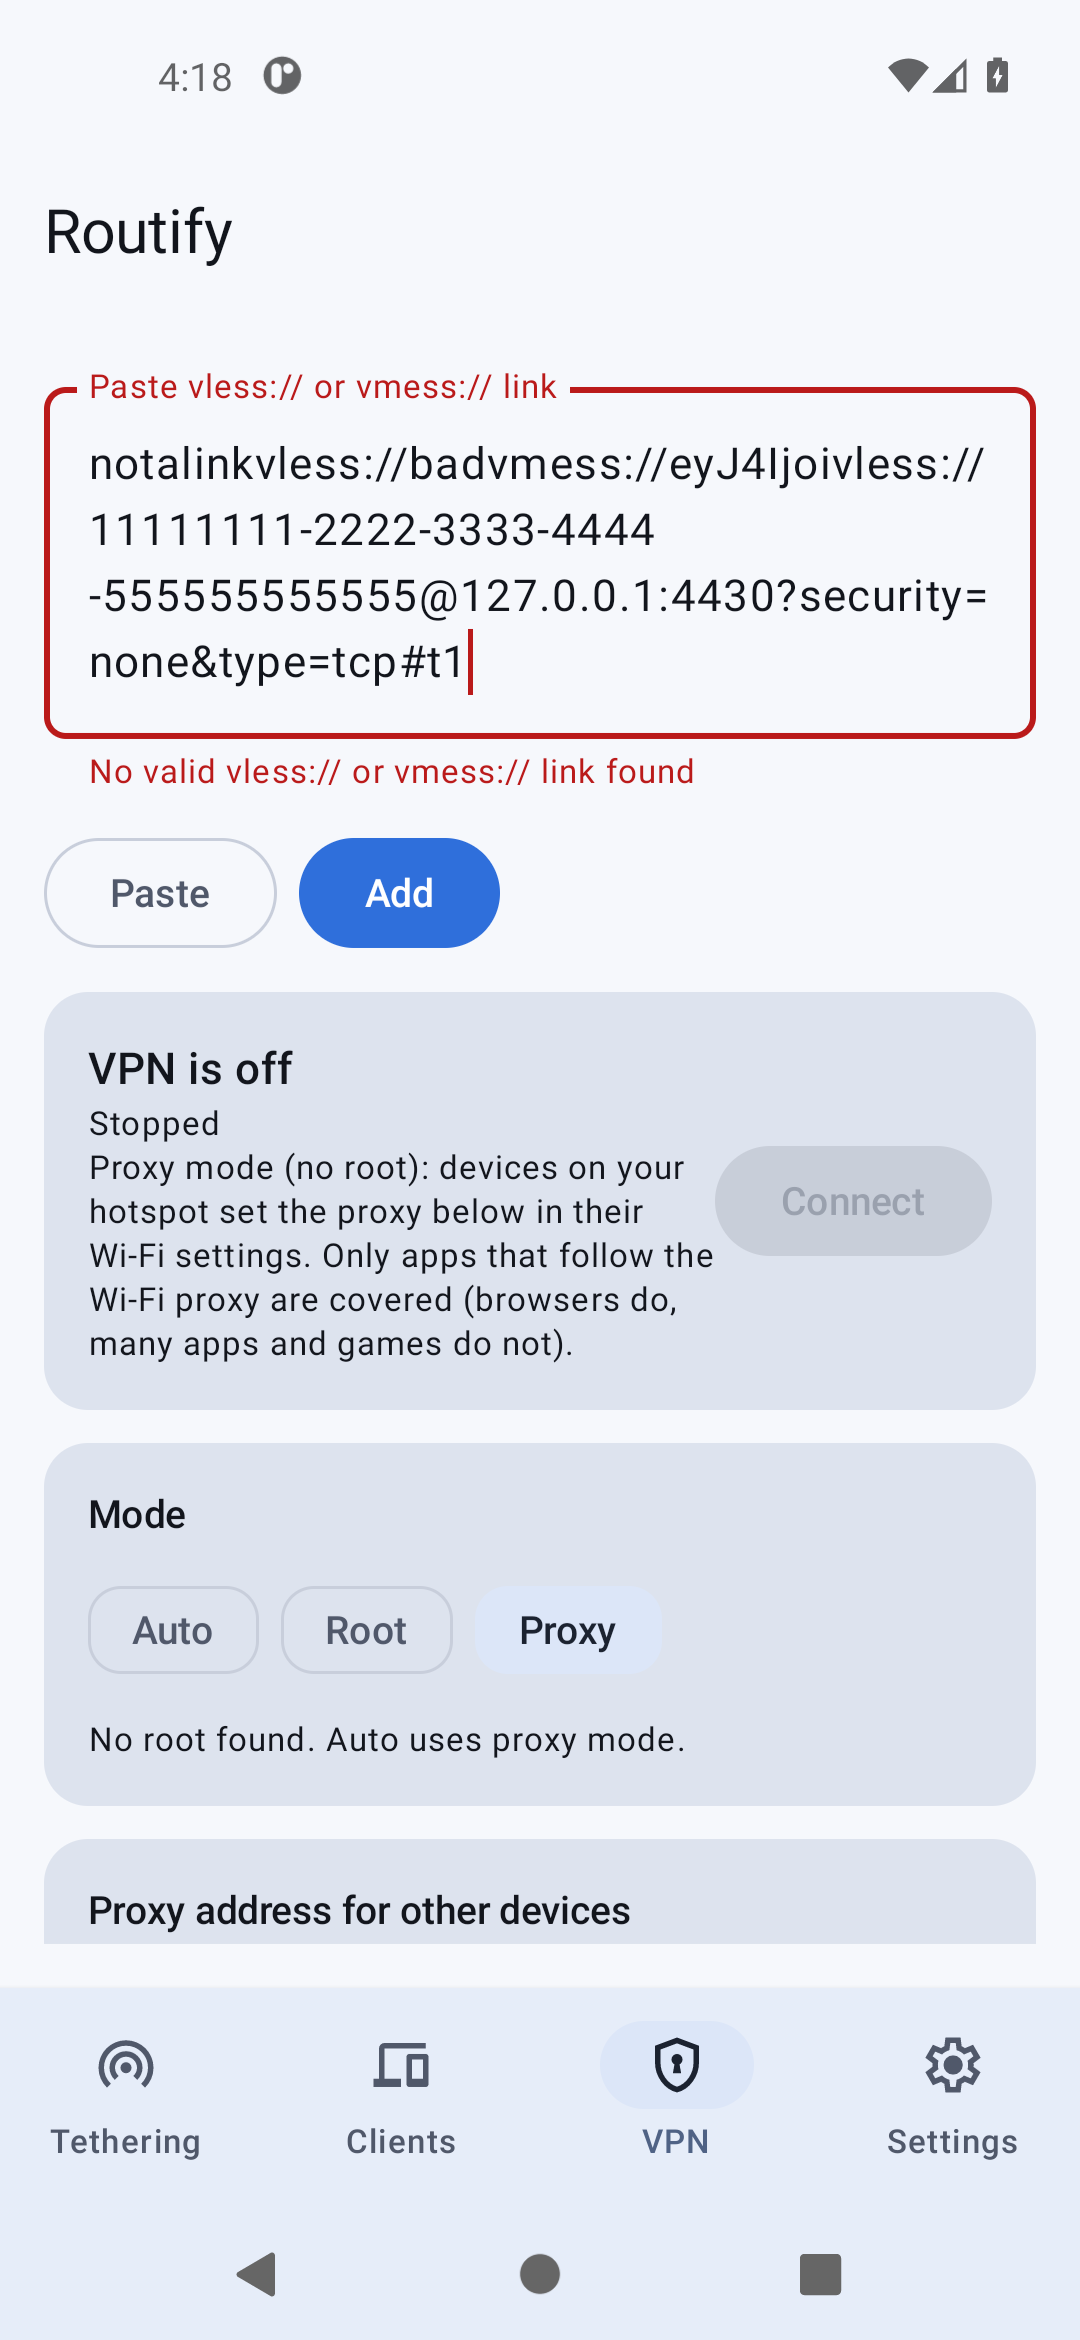 4:18
Routify
Paste vless:// or vmess:// link
notalinkvless://badvmess://eyJ4Ijoivless://
11111111-2222-3333-4444
-555555555555@127.0.0.1:4430?security=
none&type=tcp#t1
No valid vless:// or vmess:// link found
Paste
Add
VPN is off
Stopped
Proxy mode (no root): devices on your
hotspot set the proxy below in their
Wi-Fi settings. Only apps that follow the
Wi-Fi proxy are covered (browsers do,
many apps and games do not).
Connect
Mode
Auto
Root
Proxy
No root found. Auto uses proxy mode.
Proxy address for other devices
Tethering
Clients
VPN
Settings